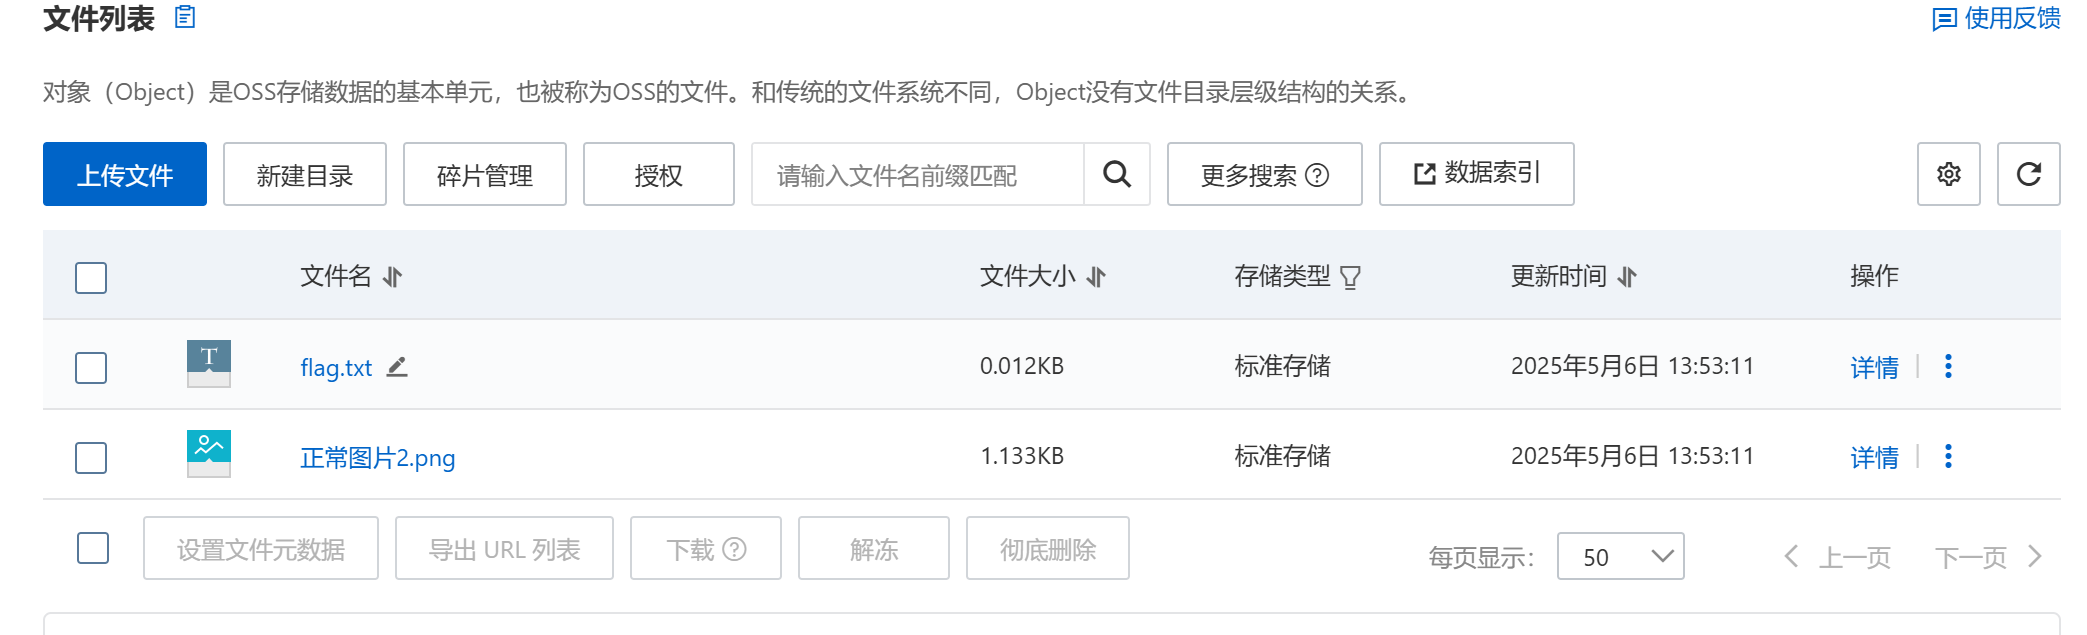 文件列表
使用反馈
对象（Object）是OSS存储数据的基本单元，也被称为OSS的文件。和传统的文件系统不同，Object没有文件目录层级结构的关系。
上传文件 新建目录 碎片管理 授权 请输入文件名前缀匹配 更多搜索 数据索引
文件名 文件大小 存储类型 更新时间 操作
T flag.txt 0.012KB 标准存储 2025年5月6日 13:53:11 详情
正常图片2.png 1.133KB 标准存储 2025年5月6日 13:53:11 详情
设置文件元数据 导出 URL 列表 下载 解冻 彻底删除 每页显示： 50 上一页 下一页